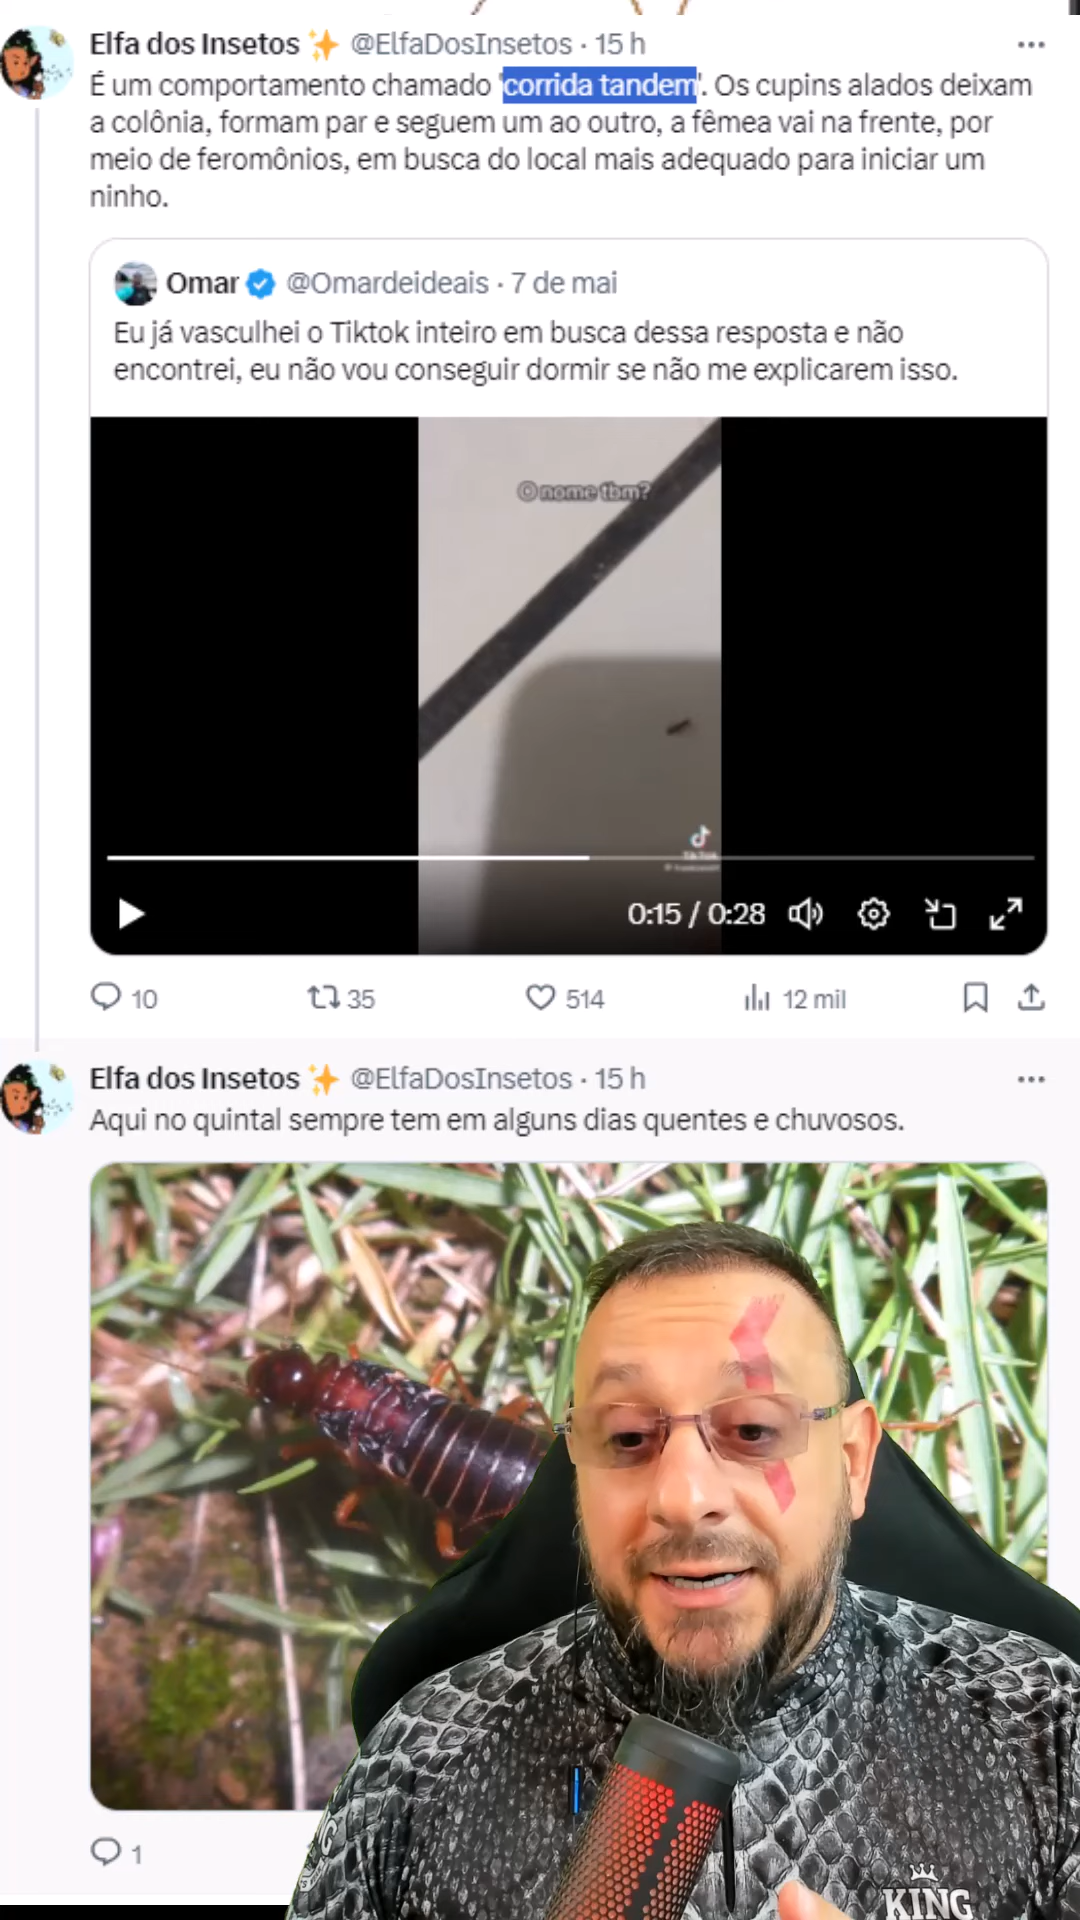 Elfa dos Insetos ✨ @ElfaDosInsetos · 15 h
É um comportamento chamado 'corrida tandem'. Os cupins alados deixam
a colônia, formam par e seguem um ao outro, a fêmea vai na frente, por
meio de feromônios, em busca do local mais adequado para iniciar um
ninho.
Omar @Omardeideais · 7 de mai
Eu já vasculhei o Tiktok inteiro em busca dessa resposta e não
encontrei, eu não vou conseguir dormir se não me explicarem isso.
O nome tbm?
TikTok
0:15 / 0:28
10 35 514 12 mil
Elfa dos Insetos ✨ @ElfaDosInsetos · 15 h
Aqui no quintal sempre tem em alguns dias quentes e chuvosos.
1
KING